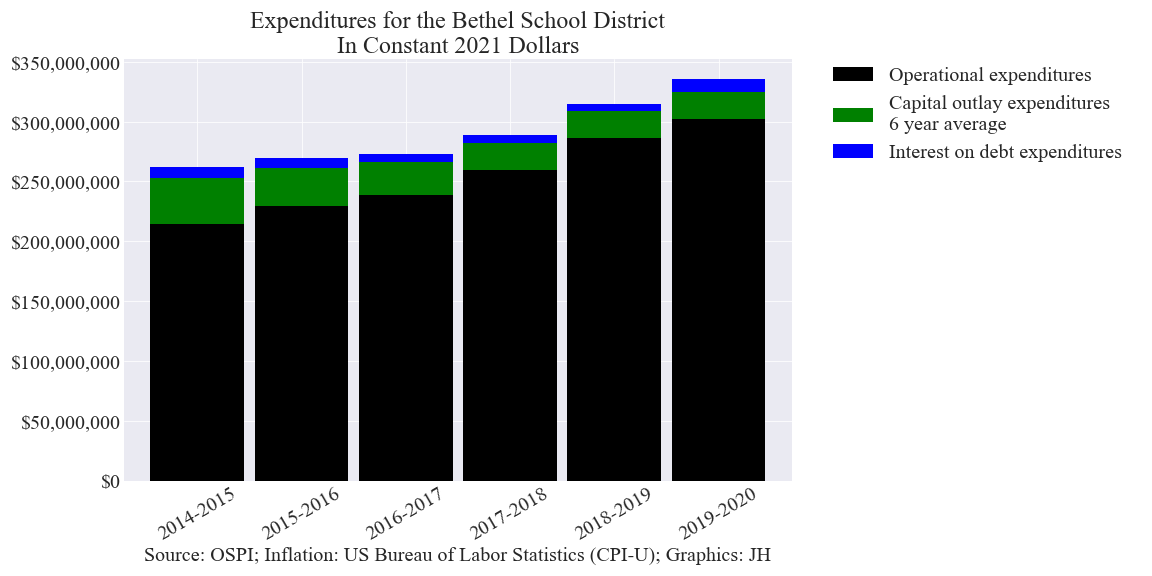 Expenditures for the Bethel School District
In Constant 2021 Dollars
$350,000,000
$300,000,000
$250,000,000
$200,000,000
$150,000,000
$100,000,000
$50,000,000
$0
Operational expenditures
Capital outlay expenditures
6 year average
Interest on debt expenditures
2014-2015
2015-2016
2016-2017
2017-2018
2018-2019
2019-2020
Source: OSPI; Inflation: US Bureau of Labor Statistics (CPI-U); Graphics: JH